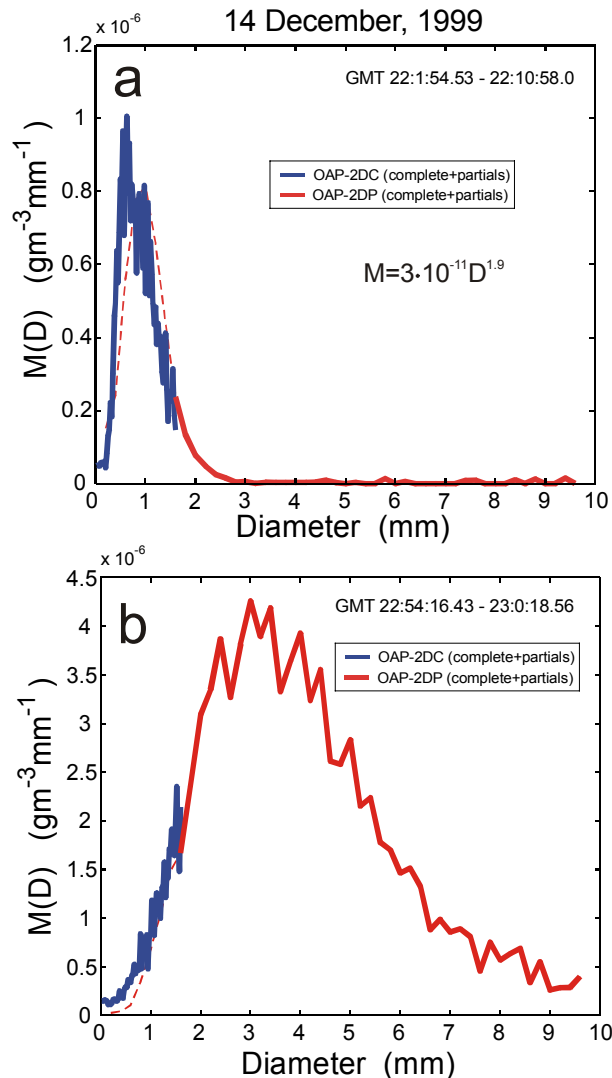 14 December, 1999
x 10⁻⁶
1.2
1
0.8
0.6
0.4
0.2
0
M(D) (gm⁻³mm⁻¹)
a
GMT 22:1:54.53 - 22:10:58.0
OAP-2DC (complete+partials)
OAP-2DP (complete+partials)
M=3·10⁻¹¹D¹·⁹
0 1 2 3 4 5 6 7 8 9 10
Diameter (mm)
x 10⁻⁶
4.5
4
3.5
3
2.5
2
1.5
1
0.5
0
M(D) (gm⁻³mm⁻¹)
b
GMT 22:54:16.43 - 23:0:18.56
OAP-2DC (complete+partials)
OAP-2DP (complete+partials)
0 1 2 3 4 5 6 7 8 9 10
Diameter (mm)